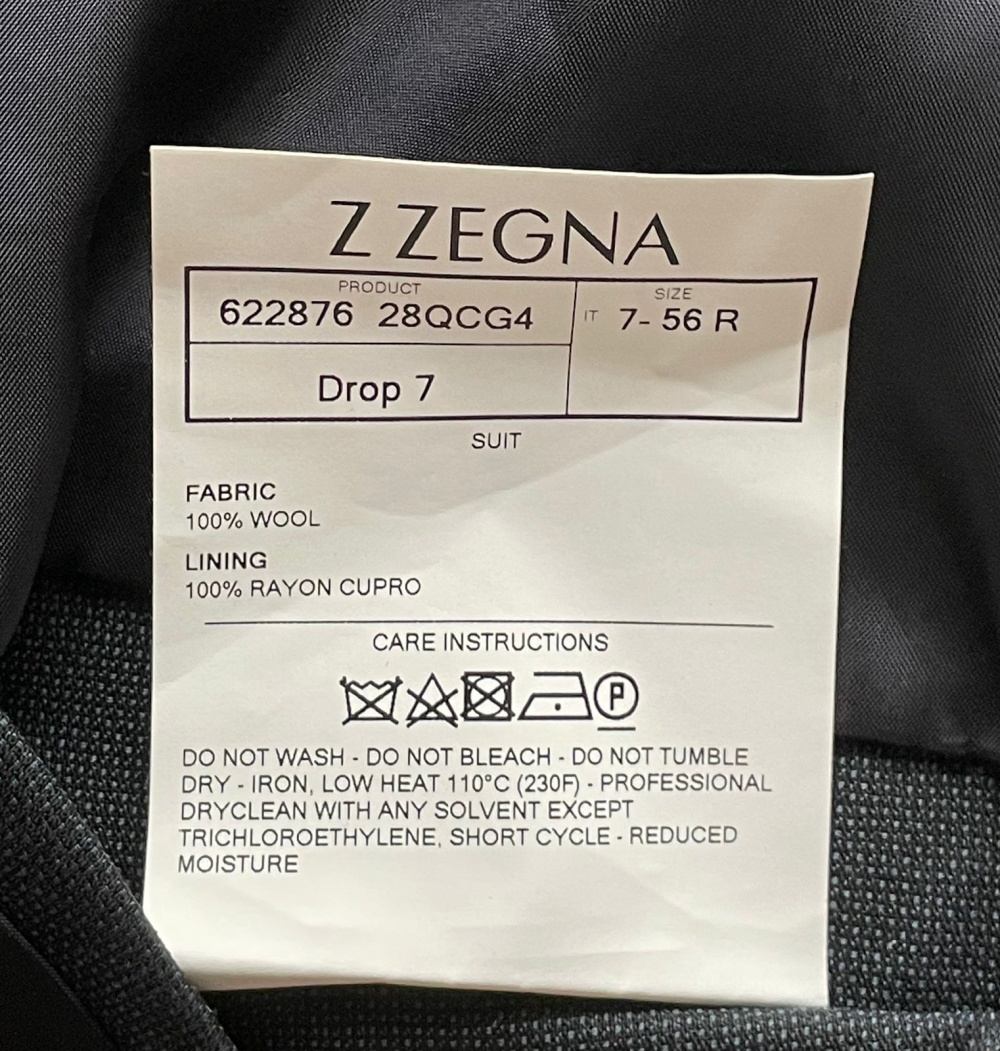 Z ZEGNA
PRODUCT
622876 28QCG4
SIZE
IT 7- 56 R
Drop 7
SUIT
FABRIC
100% WOOL
LINING
100% RAYON CUPRO
CARE INSTRUCTIONS
P
DO NOT WASH - DO NOT BLEACH - DO NOT TUMBLE
DRY - IRON, LOW HEAT 110°C (230F) - PROFESSIONAL
DRYCLEAN WITH ANY SOLVENT EXCEPT
TRICHLOROETHYLENE, SHORT CYCLE - REDUCED
MOISTURE